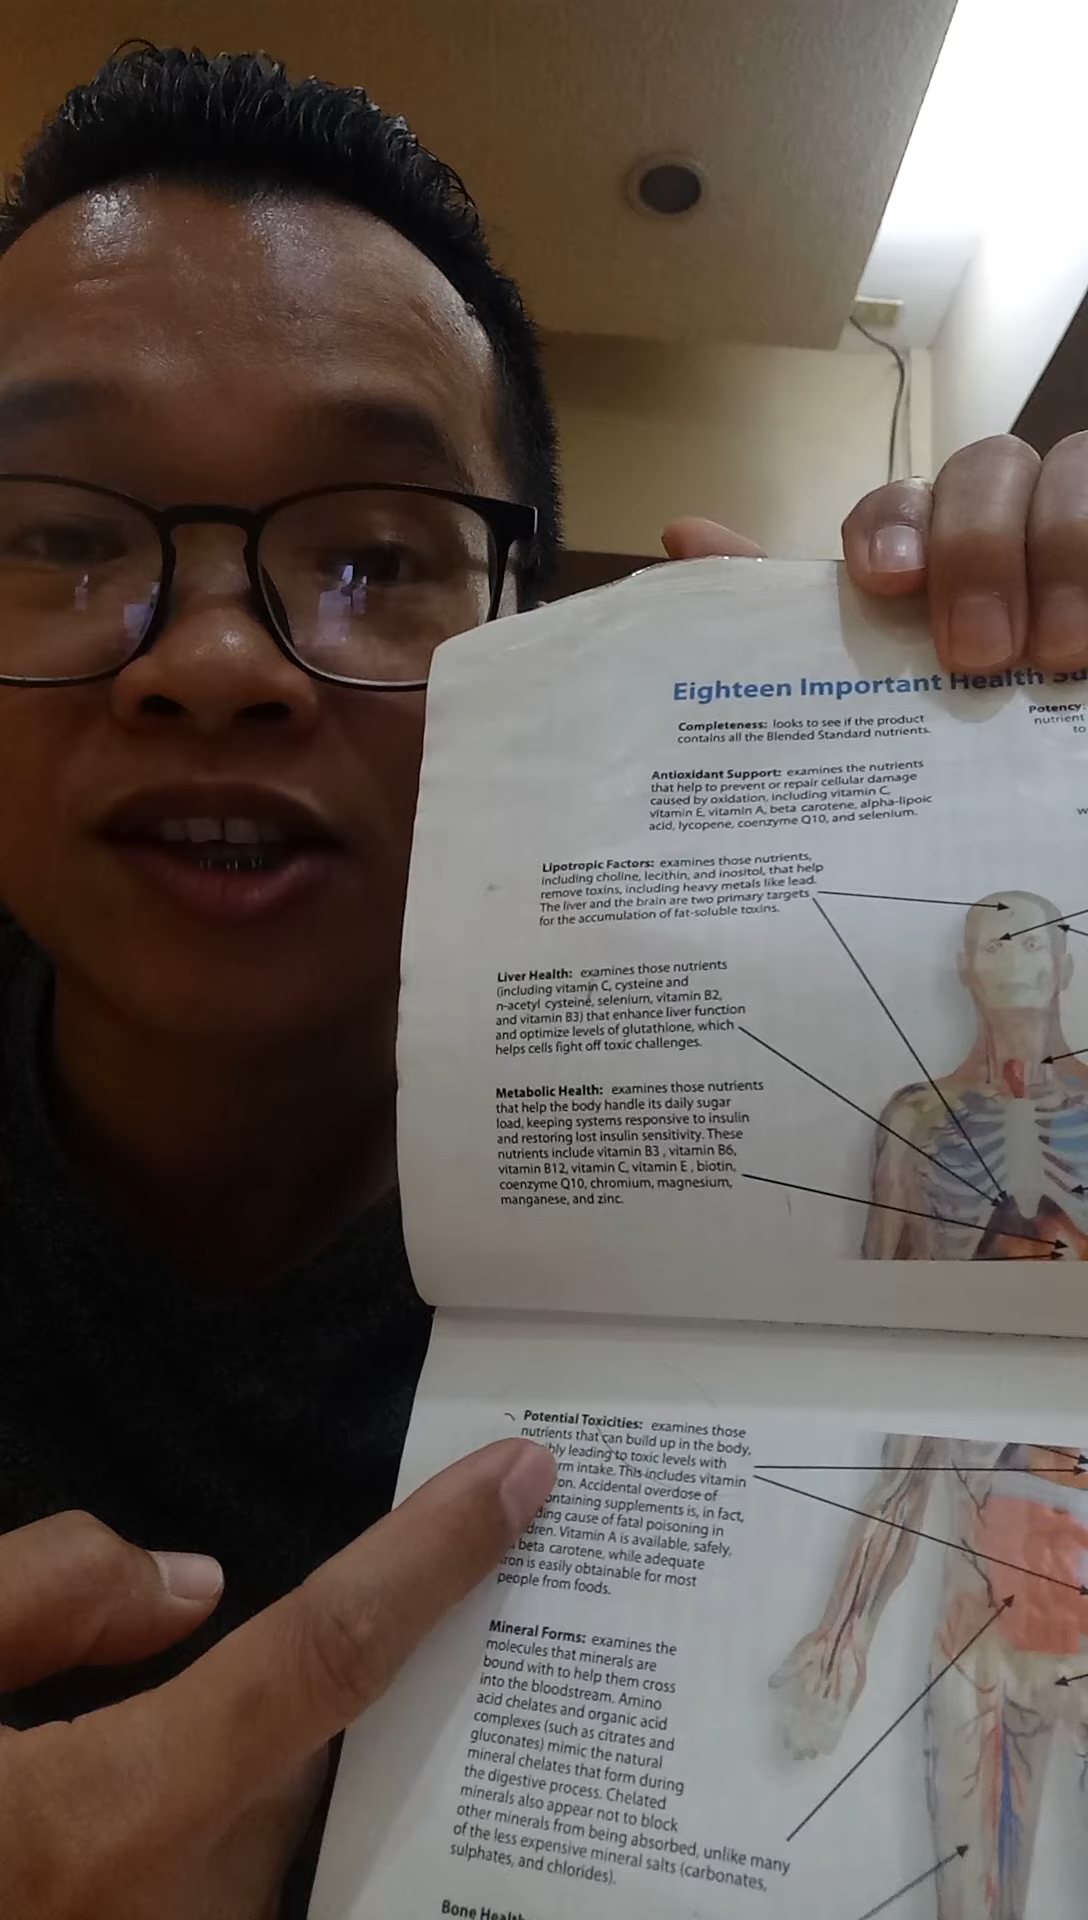 Eighteen Important Health Su
Completeness: looks to see if the product
contains all the Blended Standard nutrients.
Potency:
nutrient
to
Antioxidant Support: examines the nutrients
that help to prevent or repair cellular damage
caused by oxidation, including vitamin C,
vitamin E, vitamin A, beta carotene, alpha-lipoic
acid, lycopene, coenzyme Q10, and selenium.
w
Lipotropic Factors: examines those nutrients,
including choline, lecithin, and inositol, that help
remove toxins, including heavy metals like lead.
The liver and the brain are two primary targets
for the accumulation of fat-soluble toxins.
Liver Health: examines those nutrients
(including vitamin C, cysteine and
n-acetyl cysteine, selenium, vitamin B2,
and vitamin B3) that enhance liver function
and optimize levels of glutathione, which
helps cells fight off toxic challenges.
Metabolic Health: examines those nutrients
that help the body handle its daily sugar
load, keeping systems responsive to insulin
and restoring lost insulin sensitivity. These
nutrients include vitamin B3 , vitamin B6,
vitamin B12, vitamin C, vitamin E , biotin,
coenzyme Q10, chromium, magnesium,
manganese, and zinc.
Potential Toxicities: examines those
nutrients that can build up in the body,
bly leading to toxic levels with
rm intake. This includes vitamin
on. Accidental overdose of
ontaining supplements is, in fact,
ding cause of fatal poisoning in
dren. Vitamin A is available, safely,
beta carotene, while adequate
iron is easily obtainable for most
people from foods.
Mineral Forms: examines the
molecules that minerals are
bound with to help them cross
into the bloodstream. Amino
acid chelates and organic acid
complexes (such as citrates and
gluconates) mimic the natural
mineral chelates that form during
the digestive process. Chelated
minerals also appear not to block
other minerals from being absorbed, unlike many
of the less expensive mineral salts (carbonates,
sulphates, and chlorides).
Bone Health